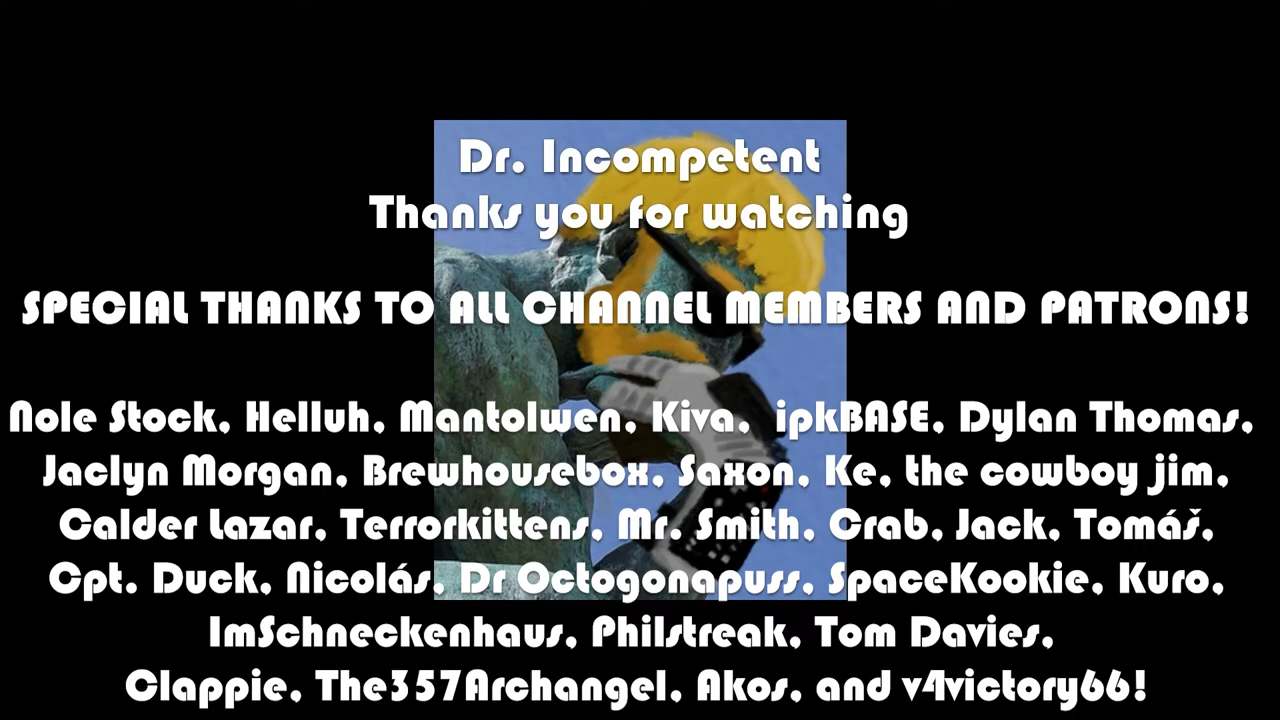 Dr. Incompetent
Thanks you for watching
SPECIAL THANKS TO ALL CHANNEL MEMBERS AND PATRONS!
Nole Stock, Helluh, Mantolwen, Kiva, ipkBASE, Dylan Thomas,
Jaclyn Morgan, Brewhousebox, Saxon, Ke, the cowboy jim,
Calder Lazar, Terrorkittens, Mr. Smith, Crab, Jack, Tomáš,
Cpt. Duck, Nicolás, Dr Octogonapuss, SpaceKookie, Kuro,
ImSchneckenhaus, Philstreak, Tom Davies,
Clappie, The357Archangel, Akos, and v4victory66!